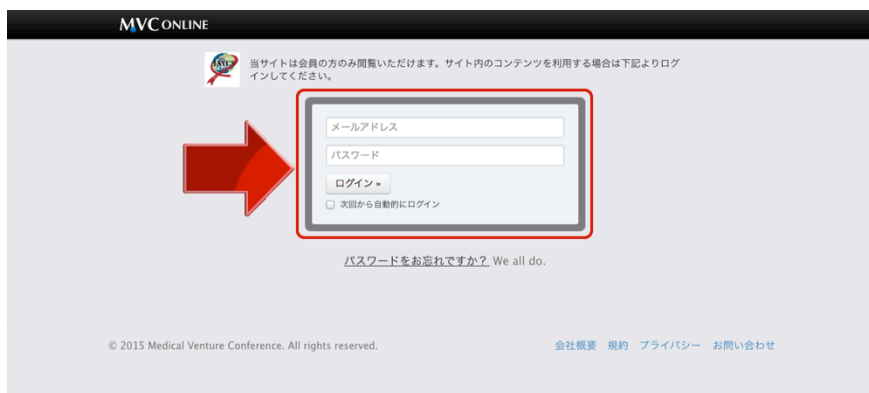 MVC ONLINE
当サイトは会員の方のみ閲覧いただけます。サイト内のコンテンツを利用する場合は下記よりログ
インしてください。
メールアドレス
パスワード
ログイン »
次回から自動的にログイン
パスワードをお忘れですか？ We all do.
© 2015 Medical Venture Conference. All rights reserved.
会社概要 規約 プライバシー お問い合わせ